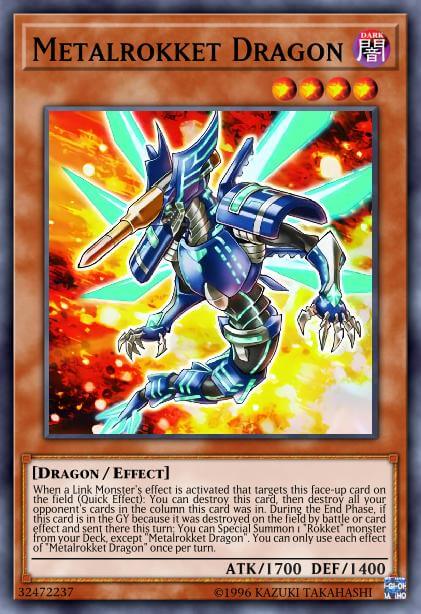 METALROKKET DRAGON
DARK
闇
[DRAGON / EFFECT]
When a Link Monster's effect is activated that targets this face-up card on
the field (Quick Effect): You can destroy this card, then destroy all your
opponent's cards in the column this card was in. During the End Phase, if
this card is in the GY because it was destroyed on the field by battle or card
effect and sent there this turn: You can Special Summon 1 "Rokket" monster
from your Deck, except "Metalrokket Dragon". You can only use each effect
of "Metalrokket Dragon" once per turn.
ATK/1700 DEF/1400
32472237
©1996 KAZUKI TAKAHASHI